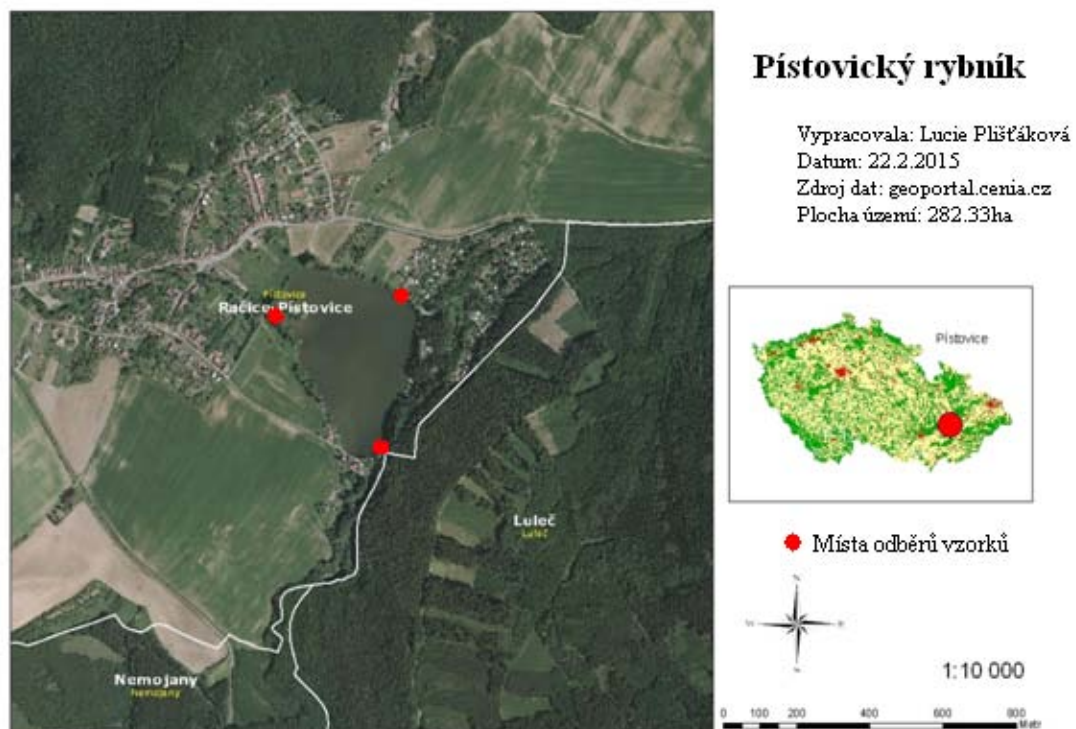 Pístovický rybník
Vypracovala: Lucie Plišťáková
Datum: 22.2.2015
Zdroj dat: geoportal.cenia.cz
Plocha území: 282.33ha
Pístovice
Račice-Pístovice
Luleč
Luleč
Nemojany
Nemojany
Pístovice
Místa odběrů vzorků
1:10 000
0 100 200 400 600 800
Metr